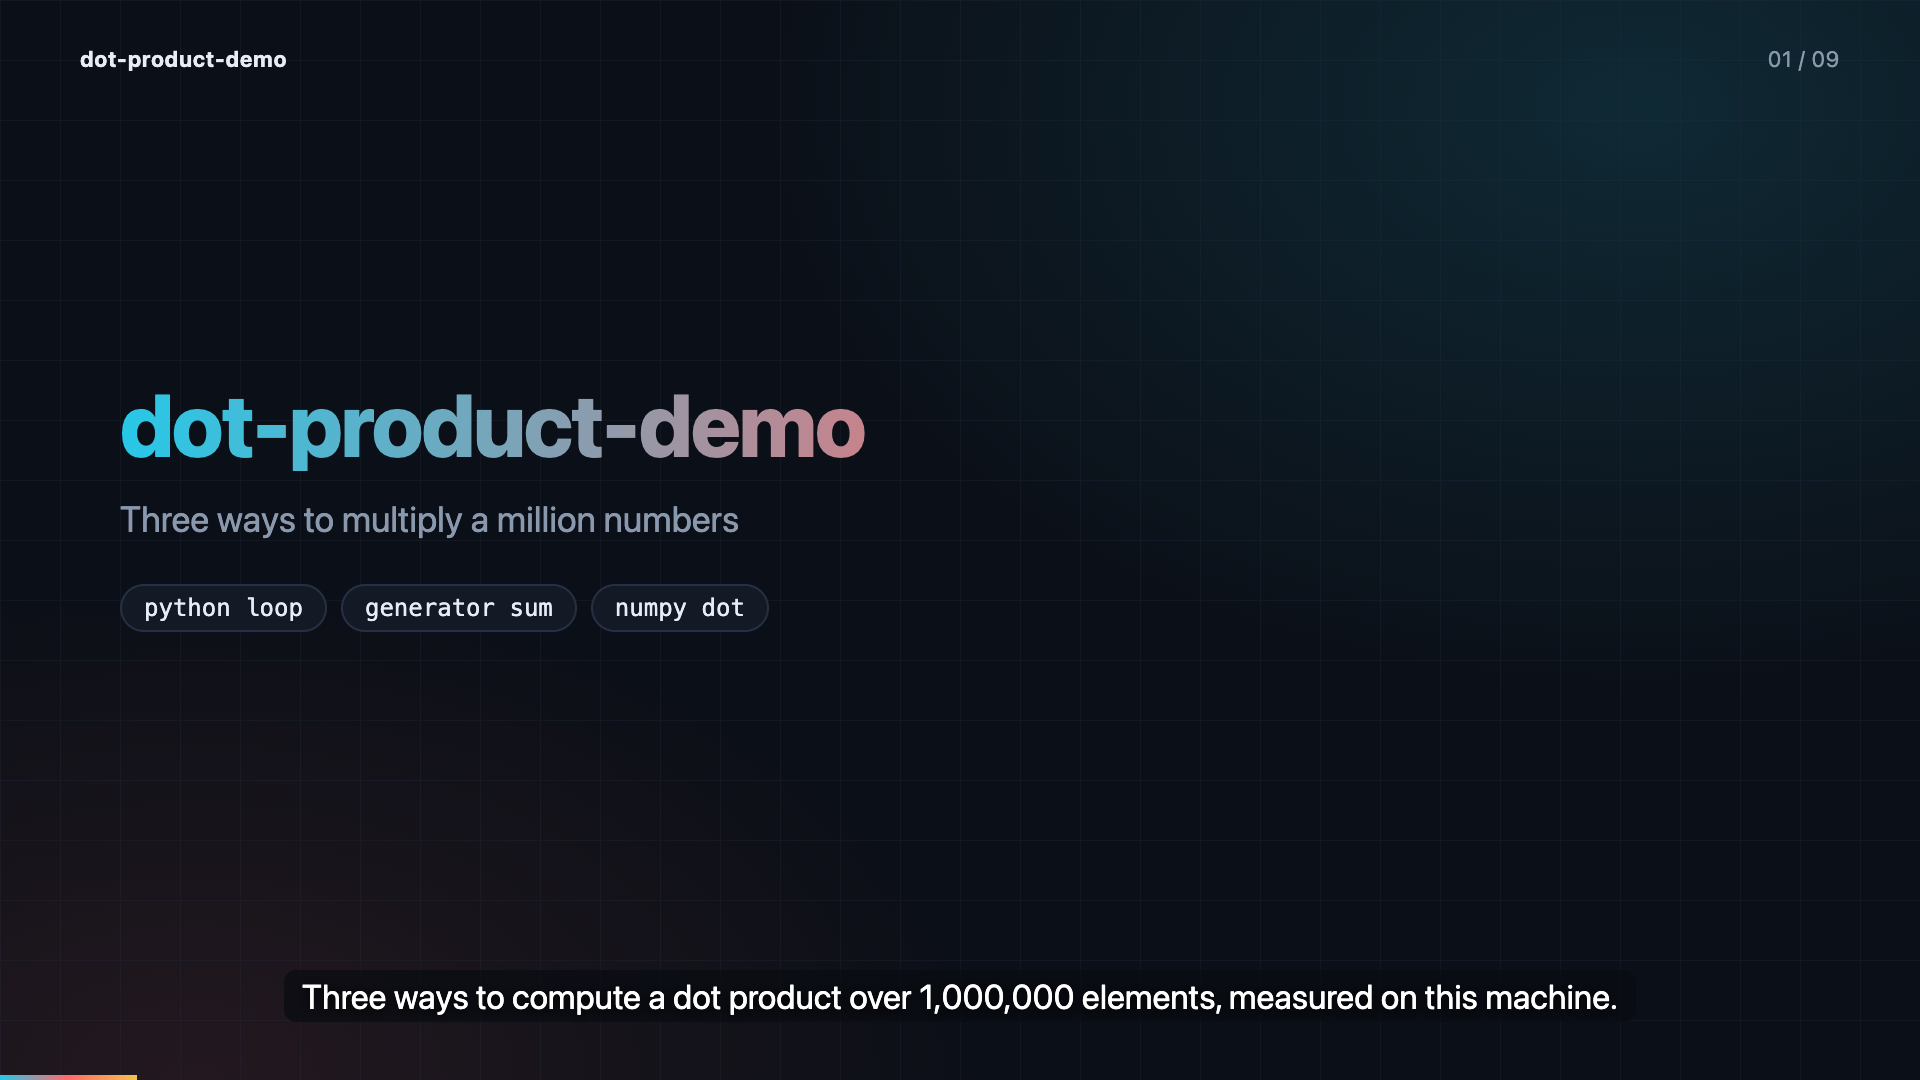 dot-product-demo
01 / 09
dot-product-demo
Three ways to multiply a million numbers
python loop
generator sum
numpy dot
Three ways to compute a dot product over 1,000,000 elements, measured on this machine.